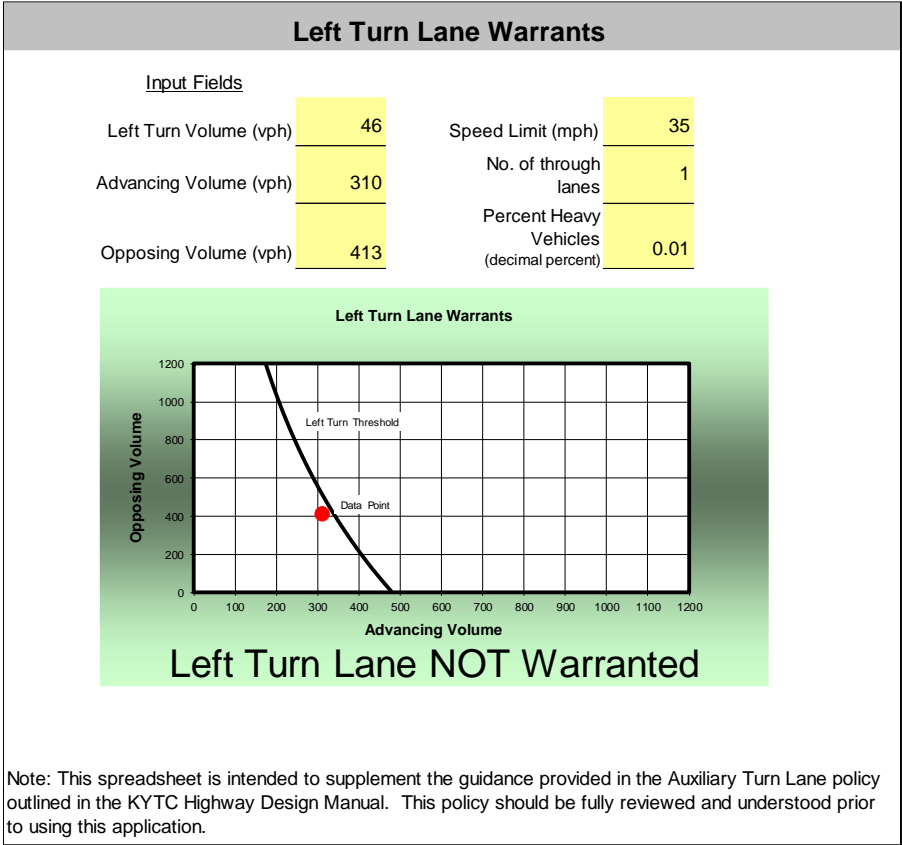 Left Turn Lane Warrants
Input Fields
Left Turn Volume (vph) 46
Speed Limit (mph) 35
Advancing Volume (vph) 310
No. of through
lanes 1
Opposing Volume (vph) 413
Percent Heavy
Vehicles
(decimal percent) 0.01
Left Turn Lane Warrants
1200
1000
800
600
400
200
0
Opposing Volume
Left Turn Threshold
Data Point
0 100 200 300 400 500 600 700 800 900 1000 1100 1200
Advancing Volume
Left Turn Lane NOT Warranted
Note: This spreadsheet is intended to supplement the guidance provided in the Auxiliary Turn Lane policy
outlined in the KYTC Highway Design Manual. This policy should be fully reviewed and understood prior
to using this application.